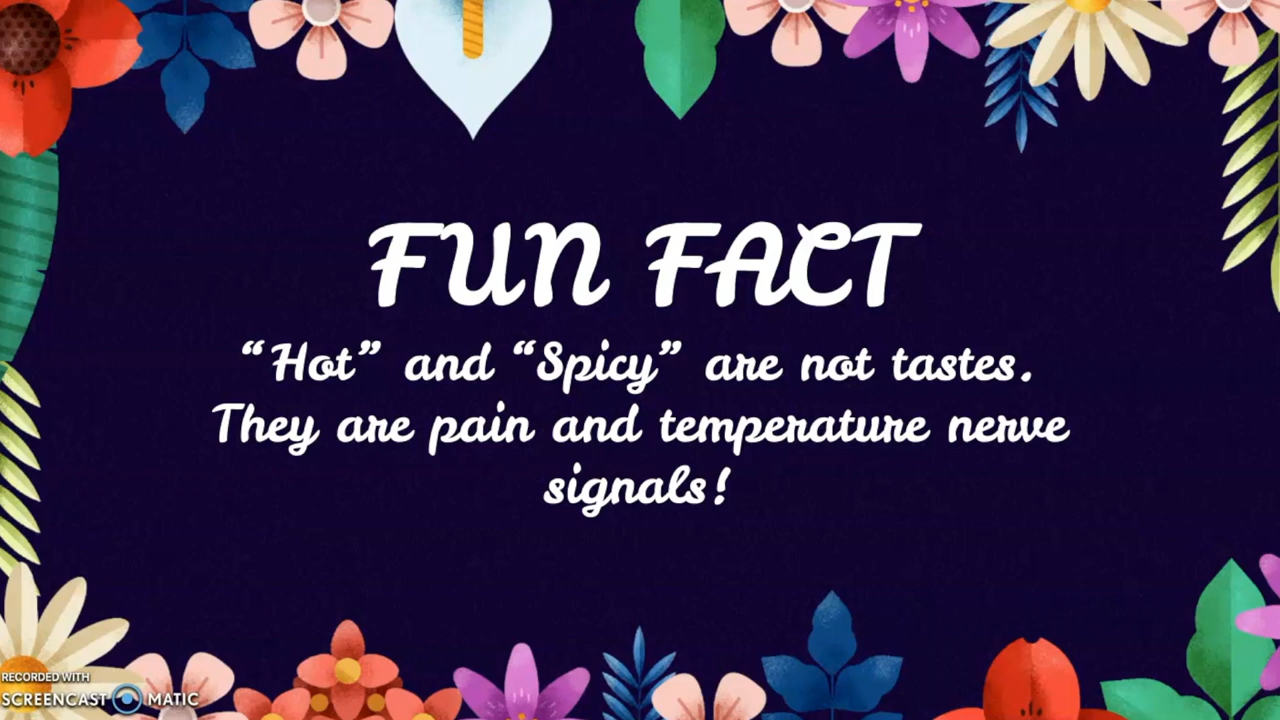 FUN FACT
“Hot” and “Spicy” are not tastes.
They are pain and temperature nerve
signals!
RECORDED WITH
SCREENCAST MATIC